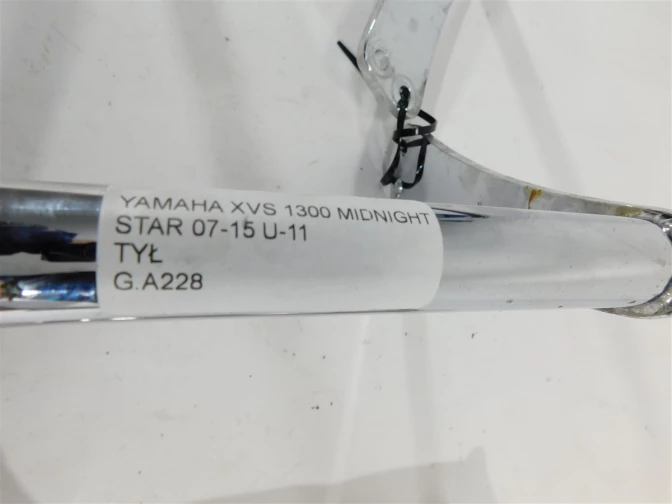 YAMAHA XVS 1300 MIDNIGHT
STAR 07-15 U-11
TYŁ
G.A228